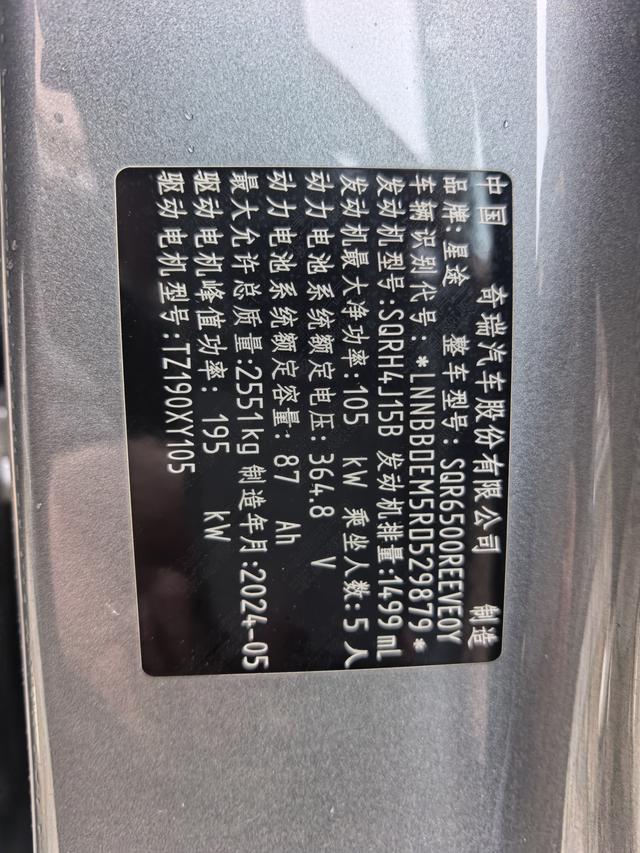 中国 奇瑞汽车股份有限公司 制造
品牌:星途 整车型号:SQR6500REEVE0Y
车辆识别代号:*LNNBBDEM5RD529879*
发动机型号:SQRH4J15B 发动机排量:1499 mL
发动机最大净功率:105 kW 乘坐人数:5人
动力电池系统额定电压:364.8 V
动力电池系统额定容量:87 Ah
最大允许总质量:2551kg 制造年月:2024-05
驱动电机峰值功率: 195 kW
驱动电机型号:TZ190XY105